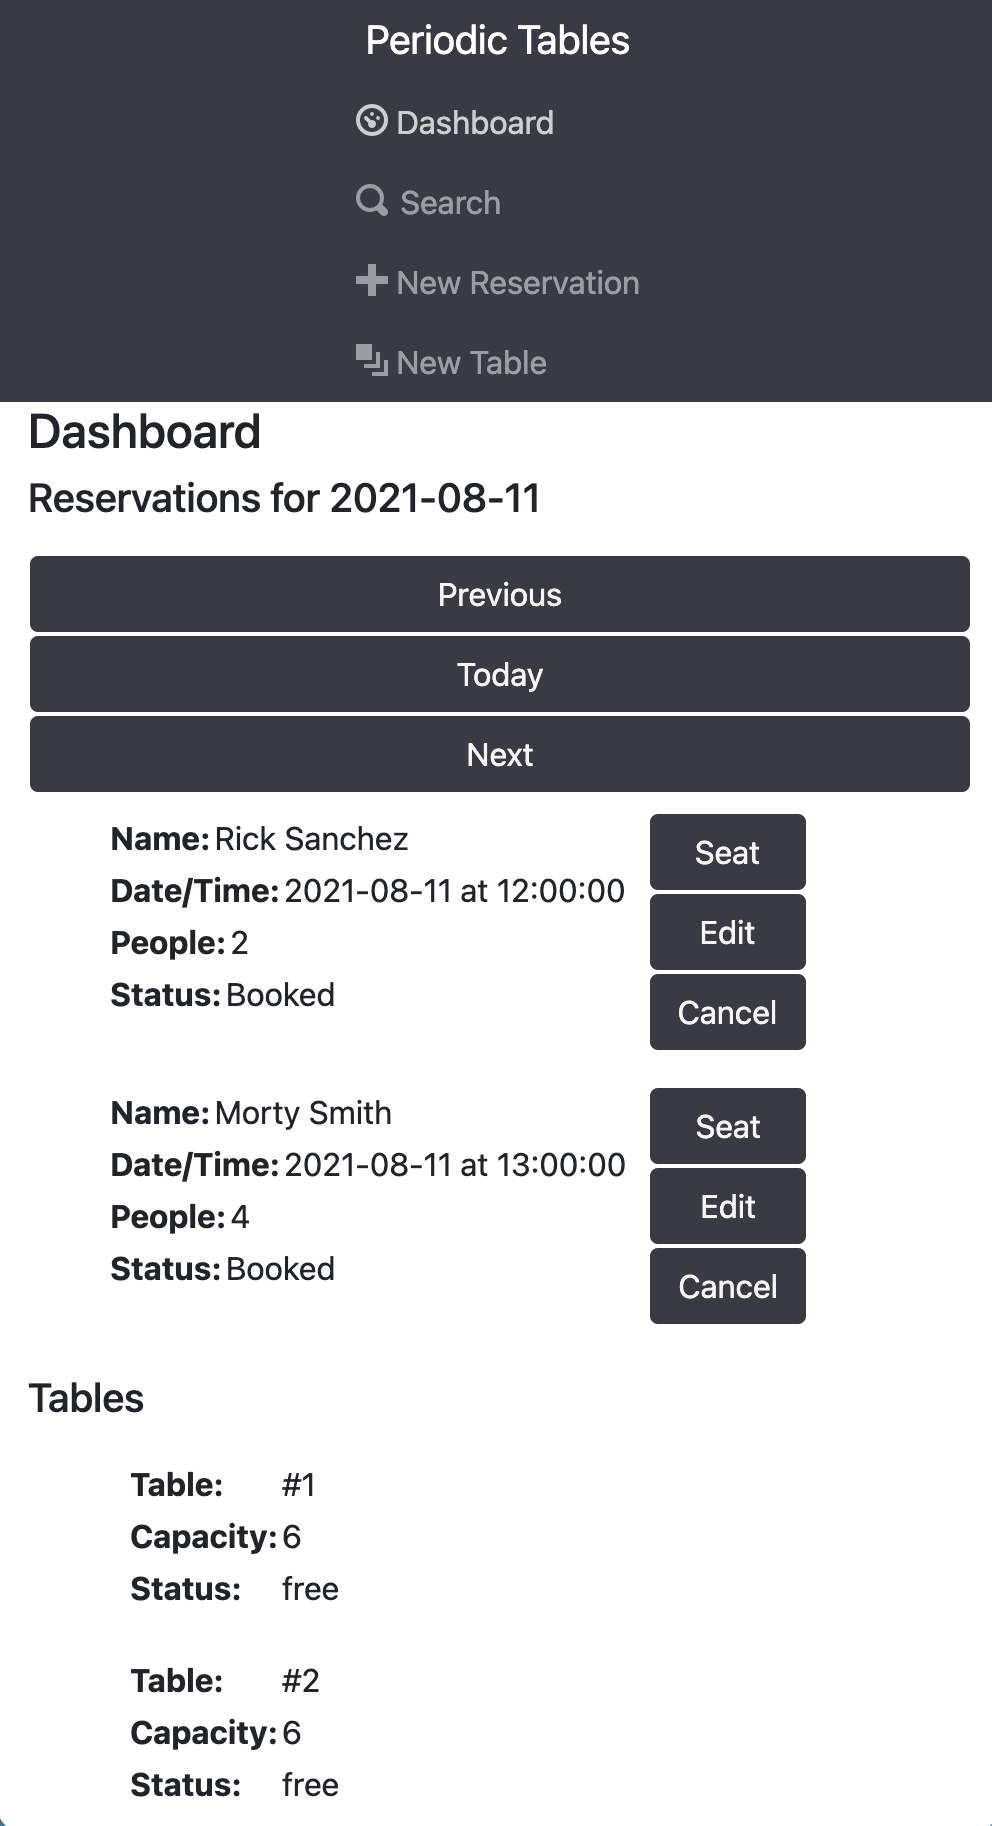 Periodic Tables
Dashboard
Search
New Reservation
New Table
Dashboard
Reservations for 2021-08-11
Previous
Today
Next
Name: Rick Sanchez
Date/Time: 2021-08-11 at 12:00:00
People: 2
Status: Booked
Seat
Edit
Cancel
Name: Morty Smith
Date/Time: 2021-08-11 at 13:00:00
People: 4
Status: Booked
Seat
Edit
Cancel
Tables
Table: #1
Capacity: 6
Status: free
Table: #2
Capacity: 6
Status: free